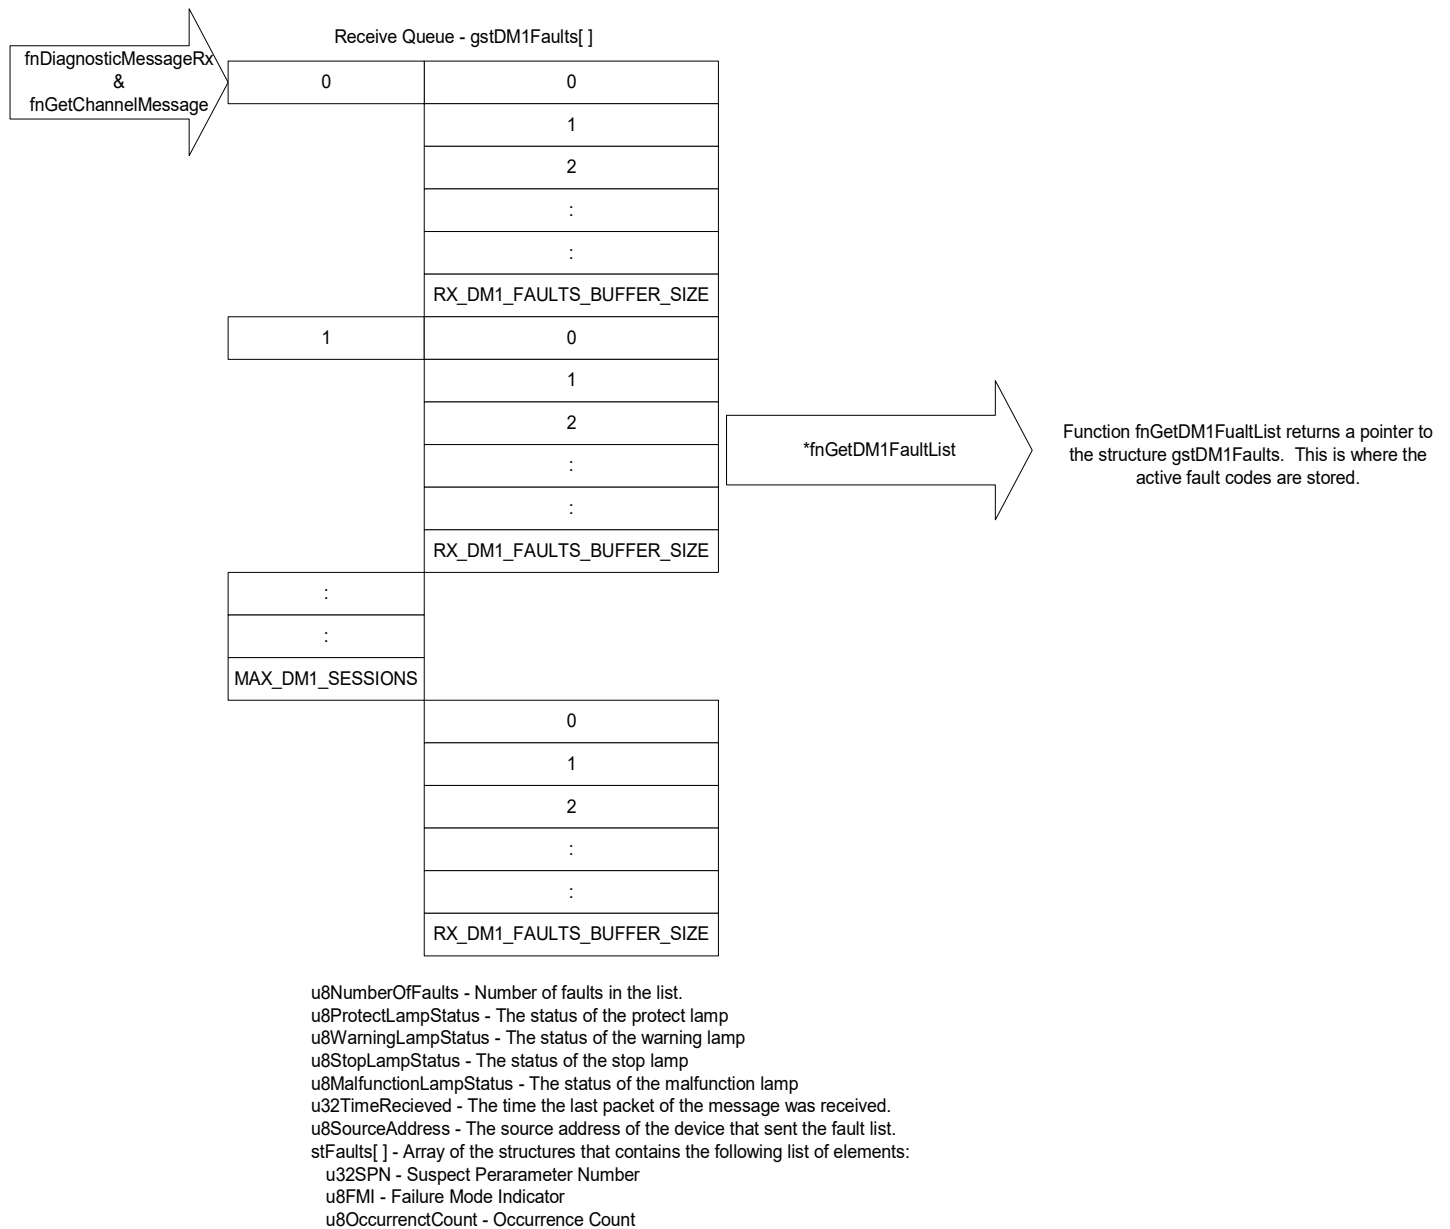 fnDiagnosticMessageRx
&
fnGetChannelMessage
Receive Queue - gstDM1Faults[ ]
0
0
1
2
:
:
RX_DM1_FAULTS_BUFFER_SIZE
1
0
1
2
:
:
RX_DM1_FAULTS_BUFFER_SIZE
*fnGetDM1FaultList
Function fnGetDM1FualtList returns a pointer to
the structure gstDM1Faults.  This is where the
active fault codes are stored.
:
:
MAX_DM1_SESSIONS
0
1
2
:
:
RX_DM1_FAULTS_BUFFER_SIZE
u8NumberOfFaults - Number of faults in the list.
u8ProtectLampStatus - The status of the protect lamp
u8WarningLampStatus - The status of the warning lamp
u8StopLampStatus - The status of the stop lamp
u8MalfunctionLampStatus - The status of the malfunction lamp
u32TimeRecieved - The time the last packet of the message was received.
u8SourceAddress - The source address of the device that sent the fault list.
stFaults[ ] - Array of the structures that contains the following list of elements:
u32SPN - Suspect Perarameter Number
u8FMI - Failure Mode Indicator
u8OccurrenctCount - Occurrence Count